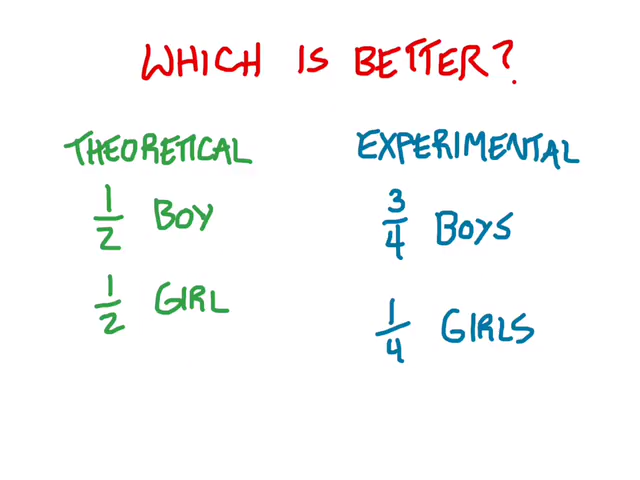 WHICH IS BETTER?
THEORETICAL
1/2 BOY
1/2 GIRL
EXPERIMENTAL
3/4 BOYS
1/4 GIRLS